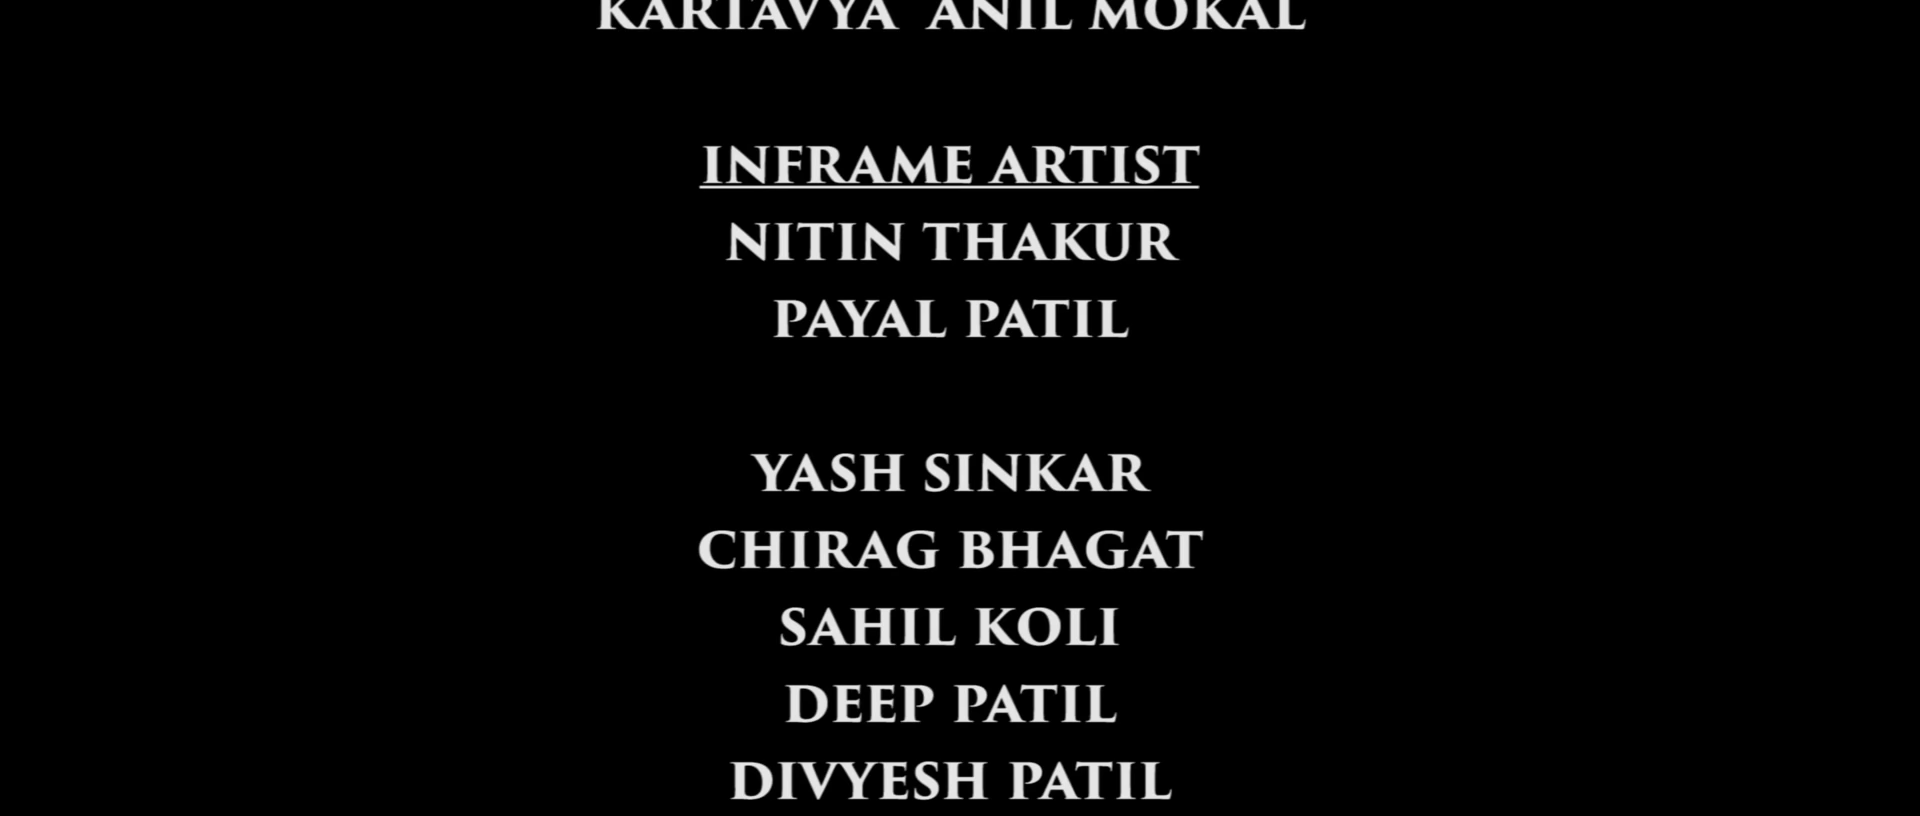 KARTAVYA ANIL MOKAL
INFRAME ARTIST
NITIN THAKUR
PAYAL PATIL
YASH SINKAR
CHIRAG BHAGAT
SAHIL KOLI
DEEP PATIL
DIVYESH PATIL